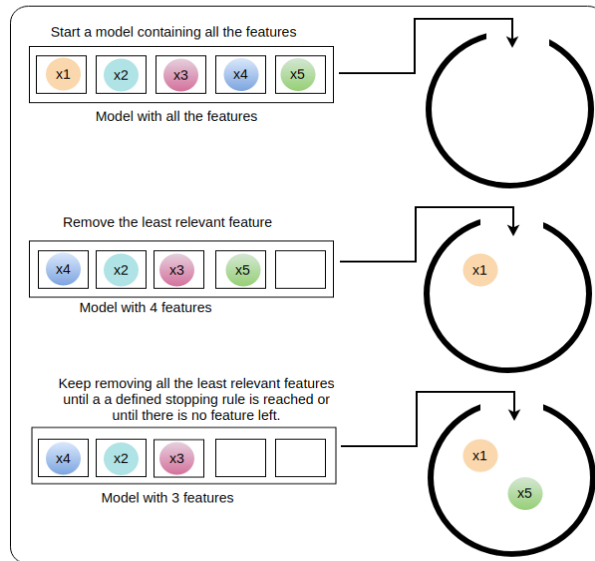 Start a model containing all the features
x1 x2 x3 x4 x5
Model with all the features
Remove the least relevant feature
x4 x2 x3 x5
x1
Model with 4 features
Keep removing all the least relevant features
until a a defined stopping rule is reached or
until there is no feature left.
x4 x2 x3
x1
x5
Model with 3 features